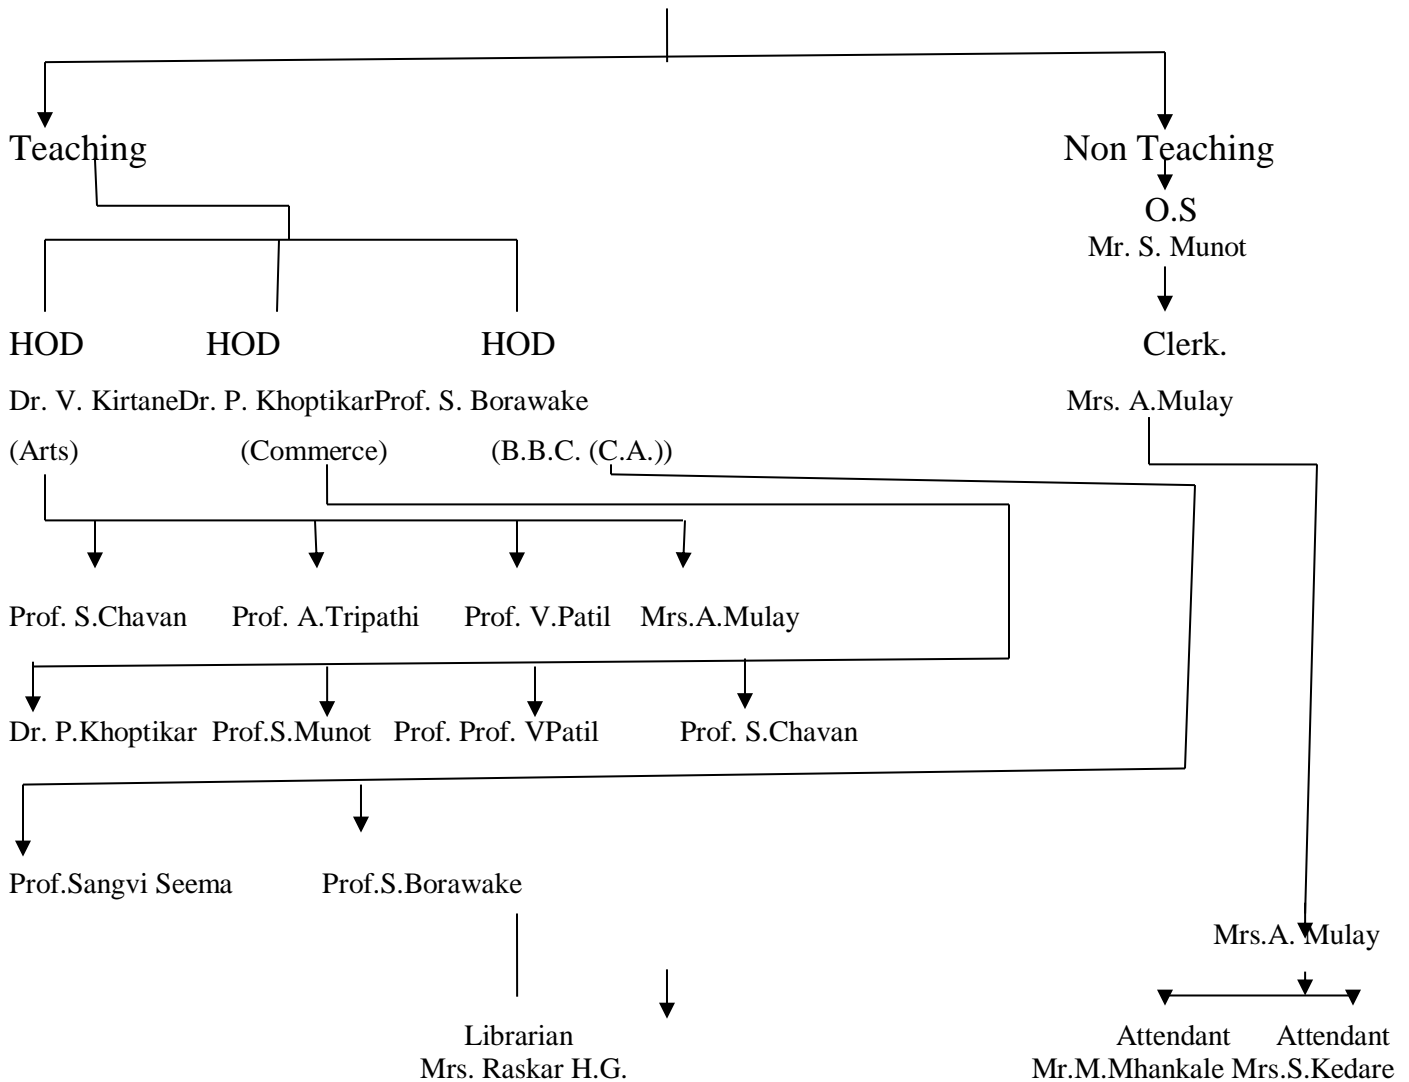 Teaching Non Teaching
O.S
Mr. S. Munot
HOD HOD HOD Clerk.
Dr. V. KirtaneDr. P. KhoptikarProf. S. Borawake Mrs. A.Mulay
(Arts) (Commerce) (B.B.C. (C.A.))
Prof. S.Chavan Prof. A.Tripathi Prof. V.Patil Mrs.A.Mulay
Dr. P.Khoptikar Prof.S.Munot Prof. Prof. VPatil Prof. S.Chavan
Prof.Sangvi Seema Prof.S.Borawake
Mrs.A. Mulay
Librarian Attendant Attendant
Mrs. Raskar H.G. Mr.M.Mhankale Mrs.S.Kedare